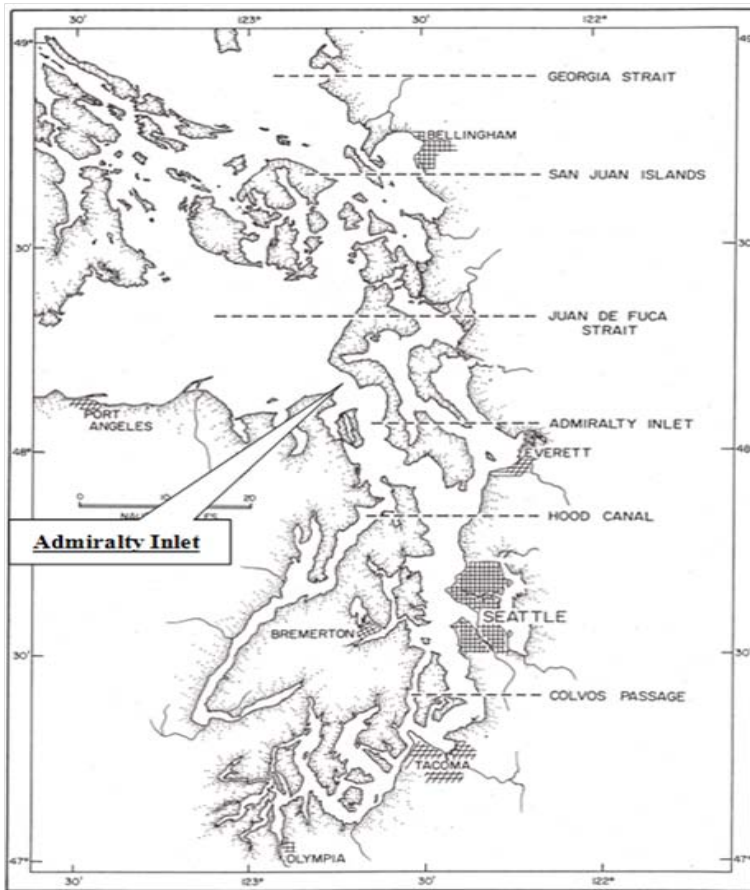 30' 123° 30' 122°
49° 49°
GEORGIA STRAIT
BELLINGHAM
SAN JUAN ISLANDS
30' 30'
JUAN DE FUCA
STRAIT
PORT
ANGELES
ADMIRALTY INLET
48° 48°
EVERETT
0 20
HOOD CANAL
Admiralty Inlet
SEATTLE
BREMERTON
30' 30'
COLVOS PASSAGE
TACOMA
OLYMPIA
47° 47°
30' 123° 30' 122°